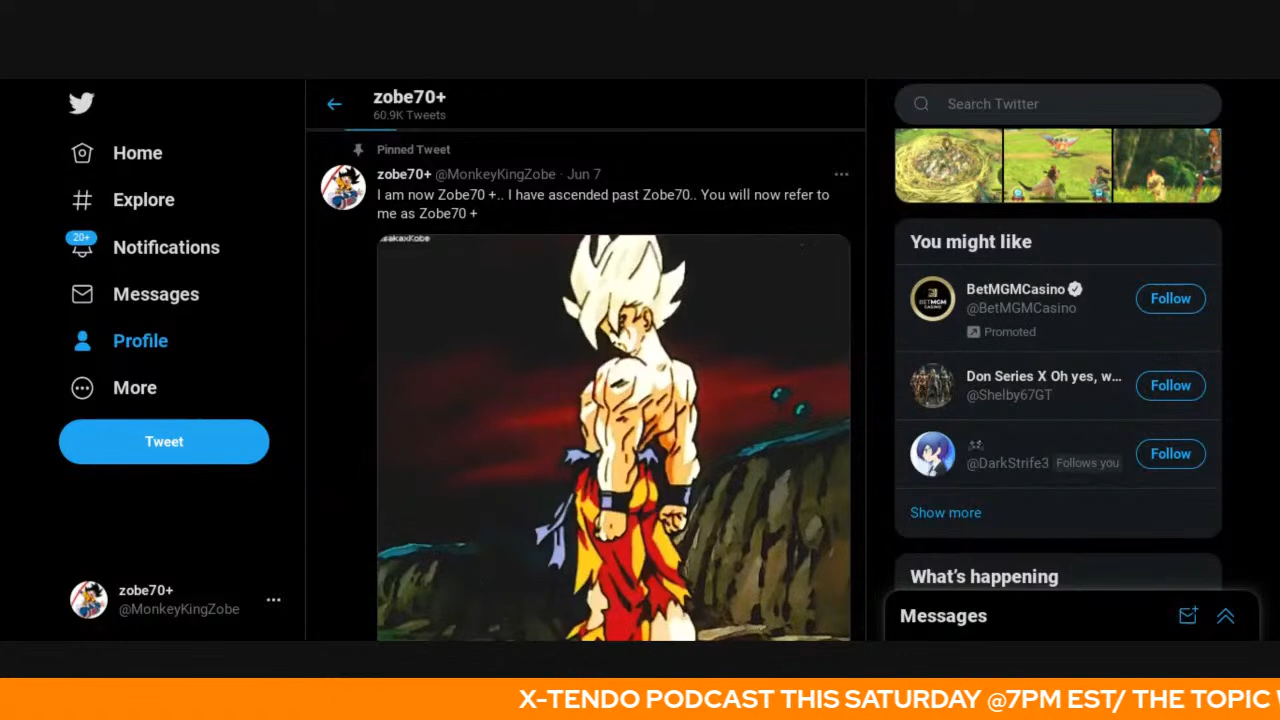 zobe70+
60.9K Tweets
Search Twitter
Home
Explore
20+
Notifications
Messages
Profile
More
Tweet
zobe70+
@MonkeyKingZobe
Pinned Tweet
zobe70+ @MonkeyKingZobe · Jun 7
I am now Zobe70 +.. I have ascended past Zobe70.. You will now refer to
me as Zobe70 +
You might like
BetMGMCasino
@BetMGMCasino
Promoted
Follow
Don Series X Oh yes, w...
@Shelby67GT
Follow
@DarkStrife3 Follows you
Follow
Show more
What's happening
Messages
X-TENDO PODCAST THIS SATURDAY @7PM EST/ THE TOPIC